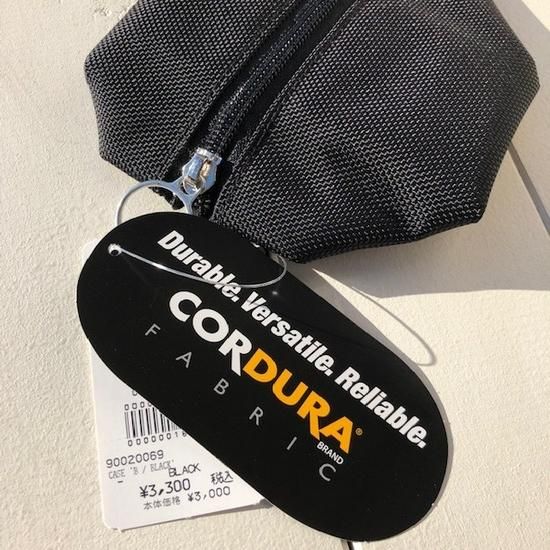 Durable. Versatile. Reliable.
CORDURA®
BRAND
FABRIC
90020069
CASE 'B / BLACK'
BLACK
¥3,300 税込
本体価格 ¥3,000